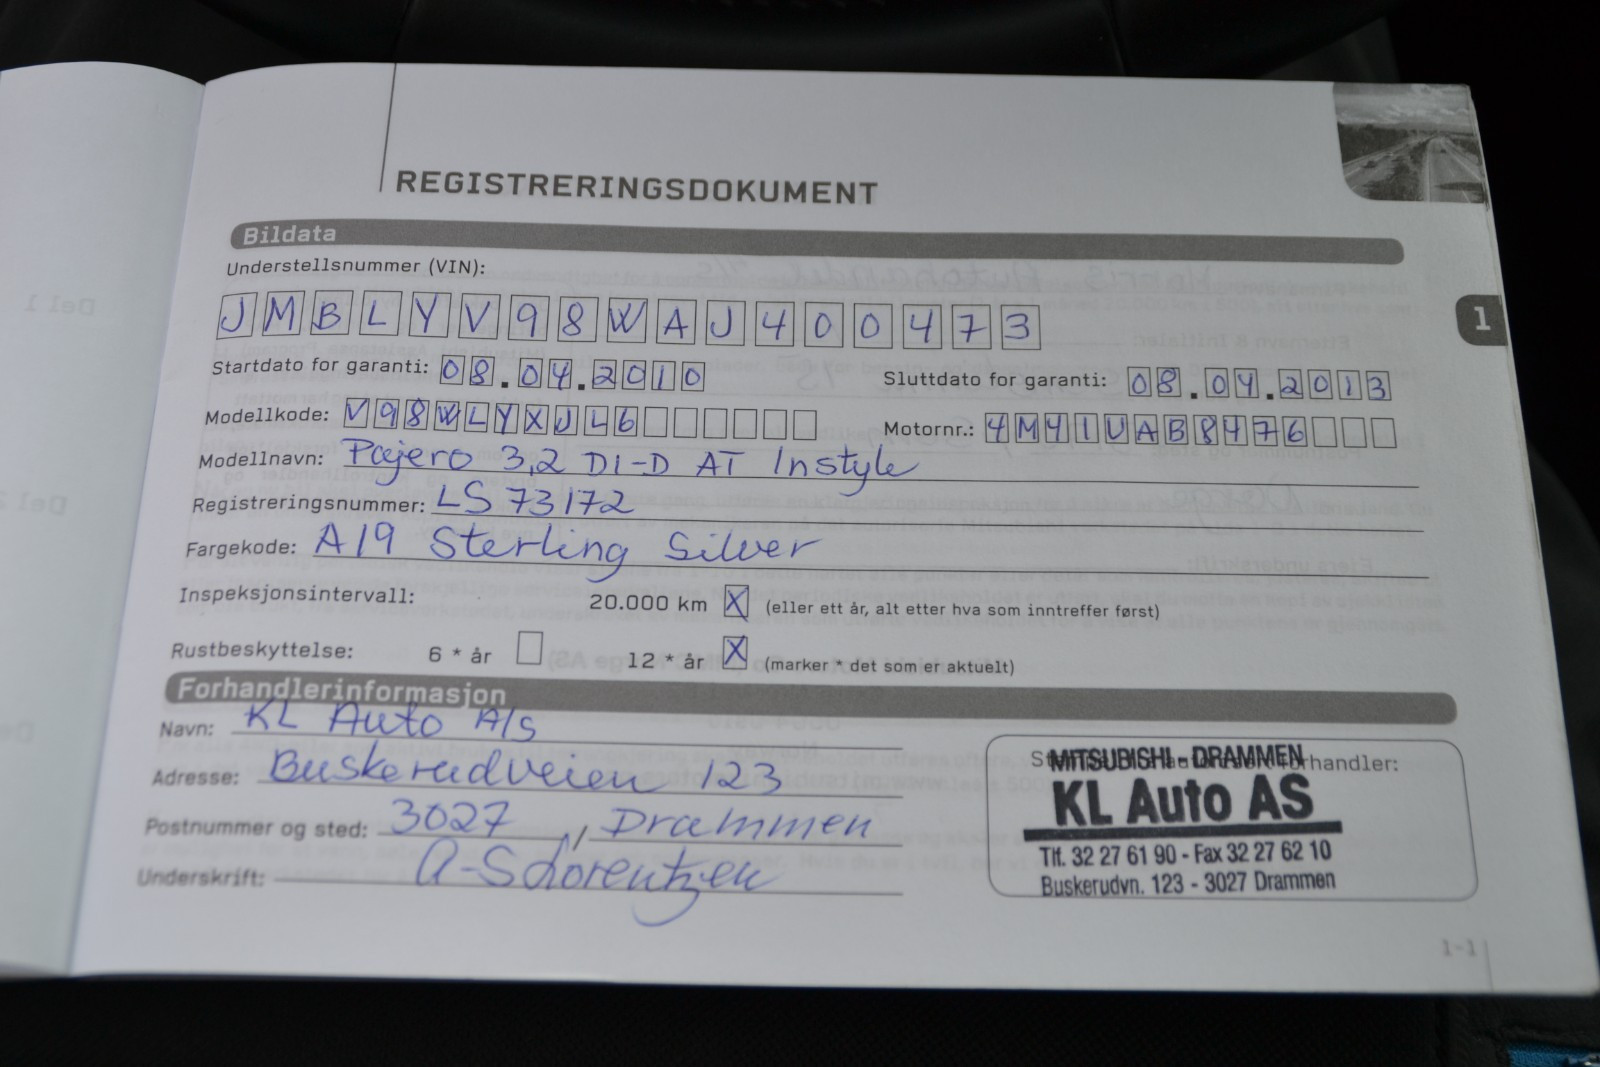 REGISTRERINGSDOKUMENT
Bildata
Understellsnummer (VIN):
JMBLYV98WAJ400473
1
Startdato for garanti: 08.04.2010 Sluttdato for garanti: 08.04.2013
Modellkode: V98WLYXJL6 Motornr.: 4M41UAB8476
Modellnavn: Pajero 3,2 DI-D AT Instyle
Registreringsnummer: LS 73172
Fargekode: A19 Sterling Silver
Inspeksjonsintervall: 20.000 km X (eller ett år, alt etter hva som inntreffer først)
Rustbeskyttelse: 6 * år 12 * år X (marker * det som er aktuelt)
Forhandlerinformasjon
Navn: KL Auto A/S
Adresse: Buskerudveien 123
Postnummer og sted: 3027 / Drammen
Underskrift:
forhandler:
MITSUBISHI - DRAMMEN
KL Auto AS
Tlf. 32 27 61 90 - Fax 32 27 62 10
Buskerudvn. 123 - 3027 Drammen
1-1